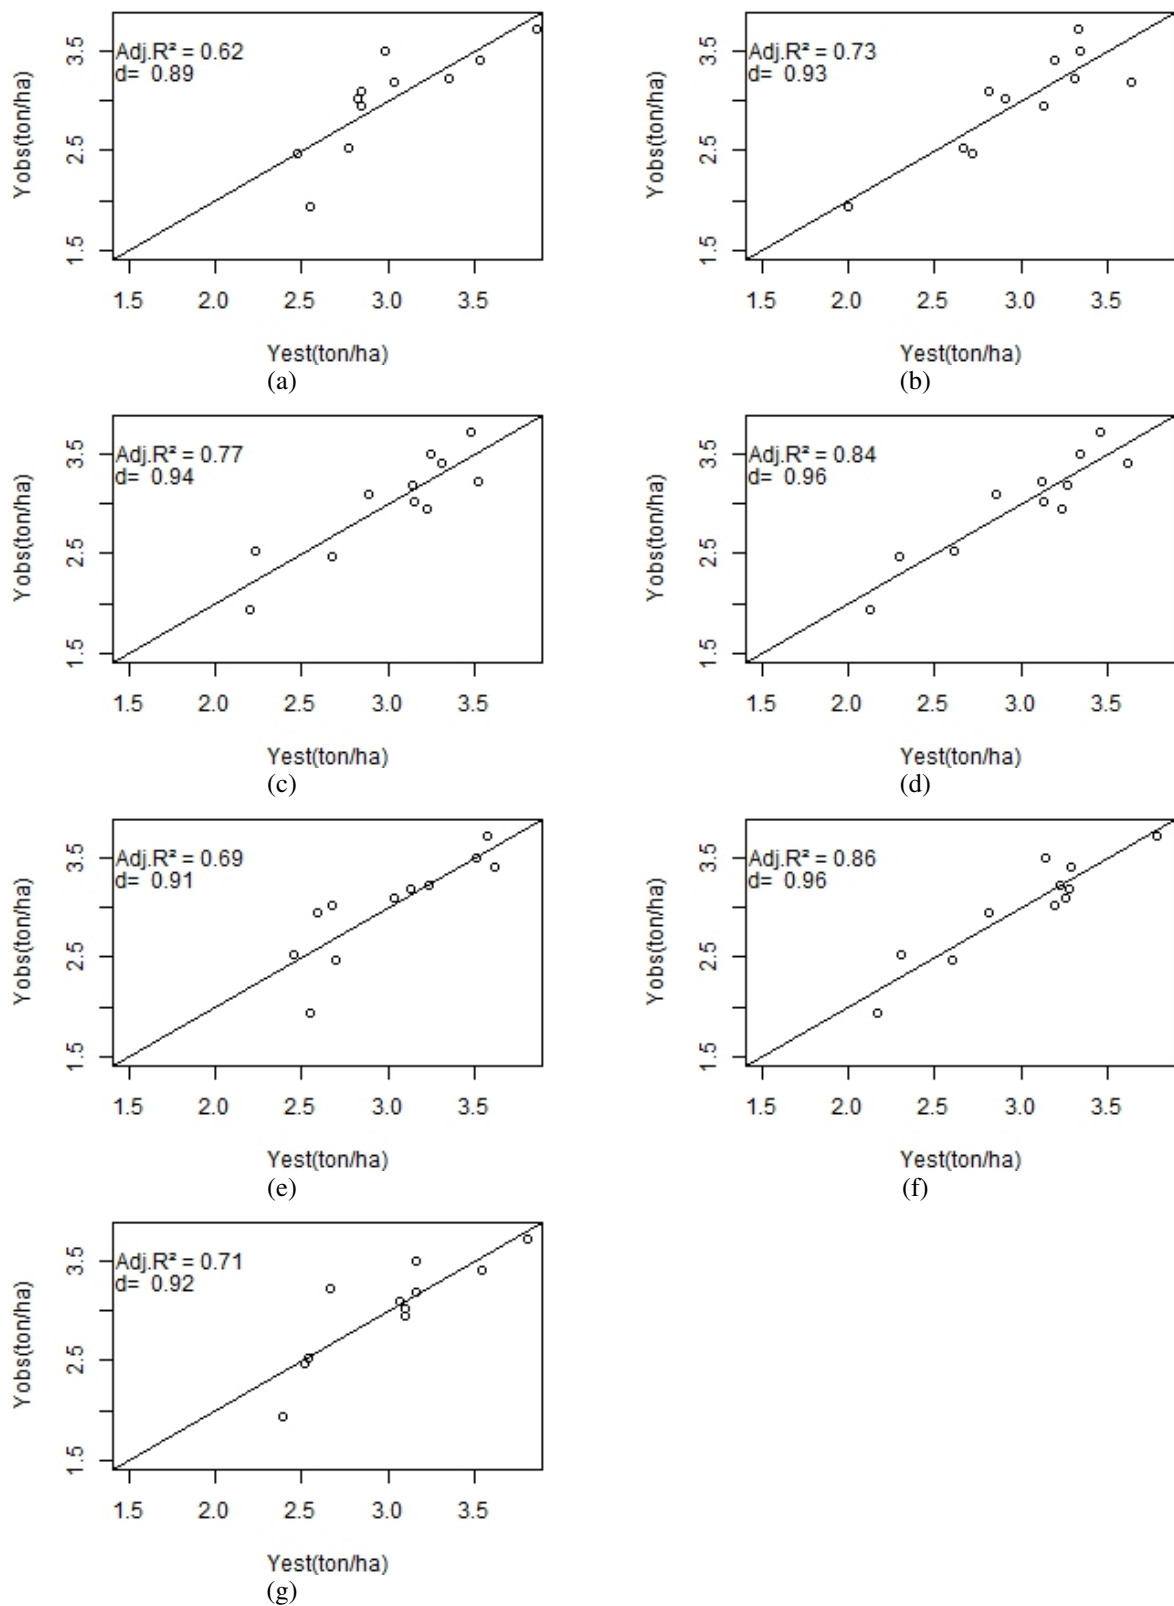 Adj.R² = 0.62
d= 0.89
Yobs(ton/ha)
1.5 2.5 3.5
1.5 2.0 2.5 3.0 3.5
Yest(ton/ha)
(a)
Adj.R² = 0.73
d= 0.93
Yobs(ton/ha)
1.5 2.5 3.5
1.5 2.0 2.5 3.0 3.5
Yest(ton/ha)
(b)
Adj.R² = 0.77
d= 0.94
Yobs(ton/ha)
1.5 2.5 3.5
1.5 2.0 2.5 3.0 3.5
Yest(ton/ha)
(c)
Adj.R² = 0.84
d= 0.96
Yobs(ton/ha)
1.5 2.5 3.5
1.5 2.0 2.5 3.0 3.5
Yest(ton/ha)
(d)
Adj.R² = 0.69
d= 0.91
Yobs(ton/ha)
1.5 2.5 3.5
1.5 2.0 2.5 3.0 3.5
Yest(ton/ha)
(e)
Adj.R² = 0.86
d= 0.96
Yobs(ton/ha)
1.5 2.5 3.5
1.5 2.0 2.5 3.0 3.5
Yest(ton/ha)
(f)
Adj.R² = 0.71
d= 0.92
Yobs(ton/ha)
1.5 2.5 3.5
1.5 2.0 2.5 3.0 3.5
Yest(ton/ha)
(g)